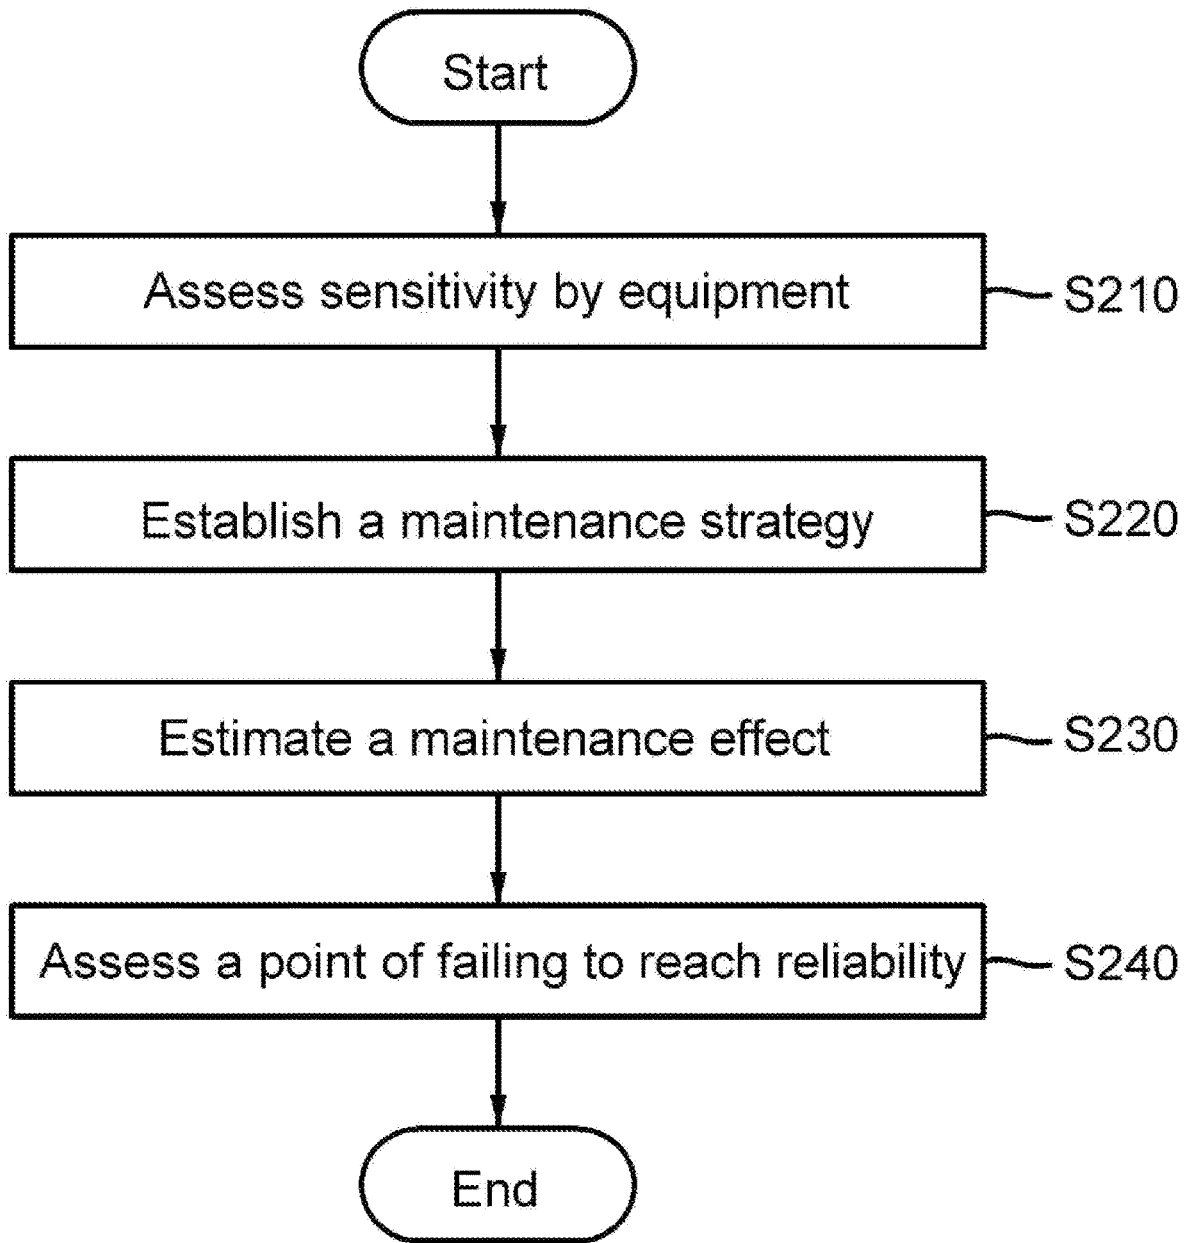 Start
Assess sensitivity by equipment
S210
Establish a maintenance strategy
S220
Estimate a maintenance effect
S230
Assess a point of failing to reach reliability
S240
End